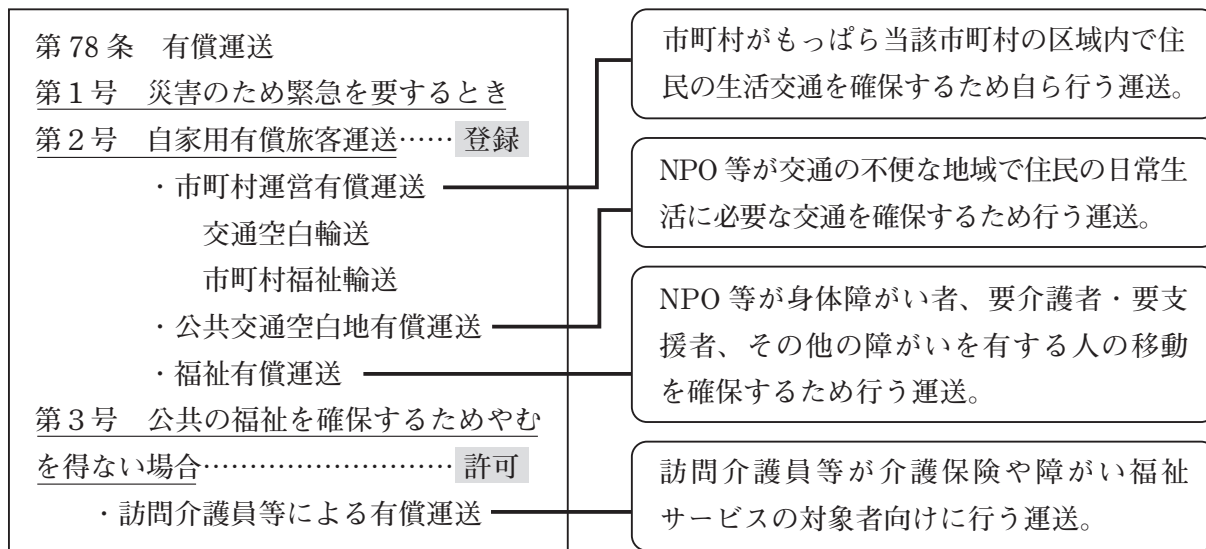 第 78 条　有償運送
第１号　災害のため緊急を要するとき
第２号　自家用有償旅客運送…… 登録
・市町村運営有償運送
交通空白輸送
市町村福祉輸送
・公共交通空白地有償運送
・福祉有償運送
第３号　公共の福祉を確保するためやむ
を得ない場合……………………… 許可
・訪問介護員等による有償運送
市町村がもっぱら当該市町村の区域内で住
民の生活交通を確保するため自ら行う運送。
NPO 等が交通の不便な地域で住民の日常生
活に必要な交通を確保するため行う運送。
NPO 等が身体障がい者、要介護者・要支
援者、その他の障がいを有する人の移動
を確保するため行う運送。
訪問介護員等が介護保険や障がい福祉
サービスの対象者向けに行う運送。